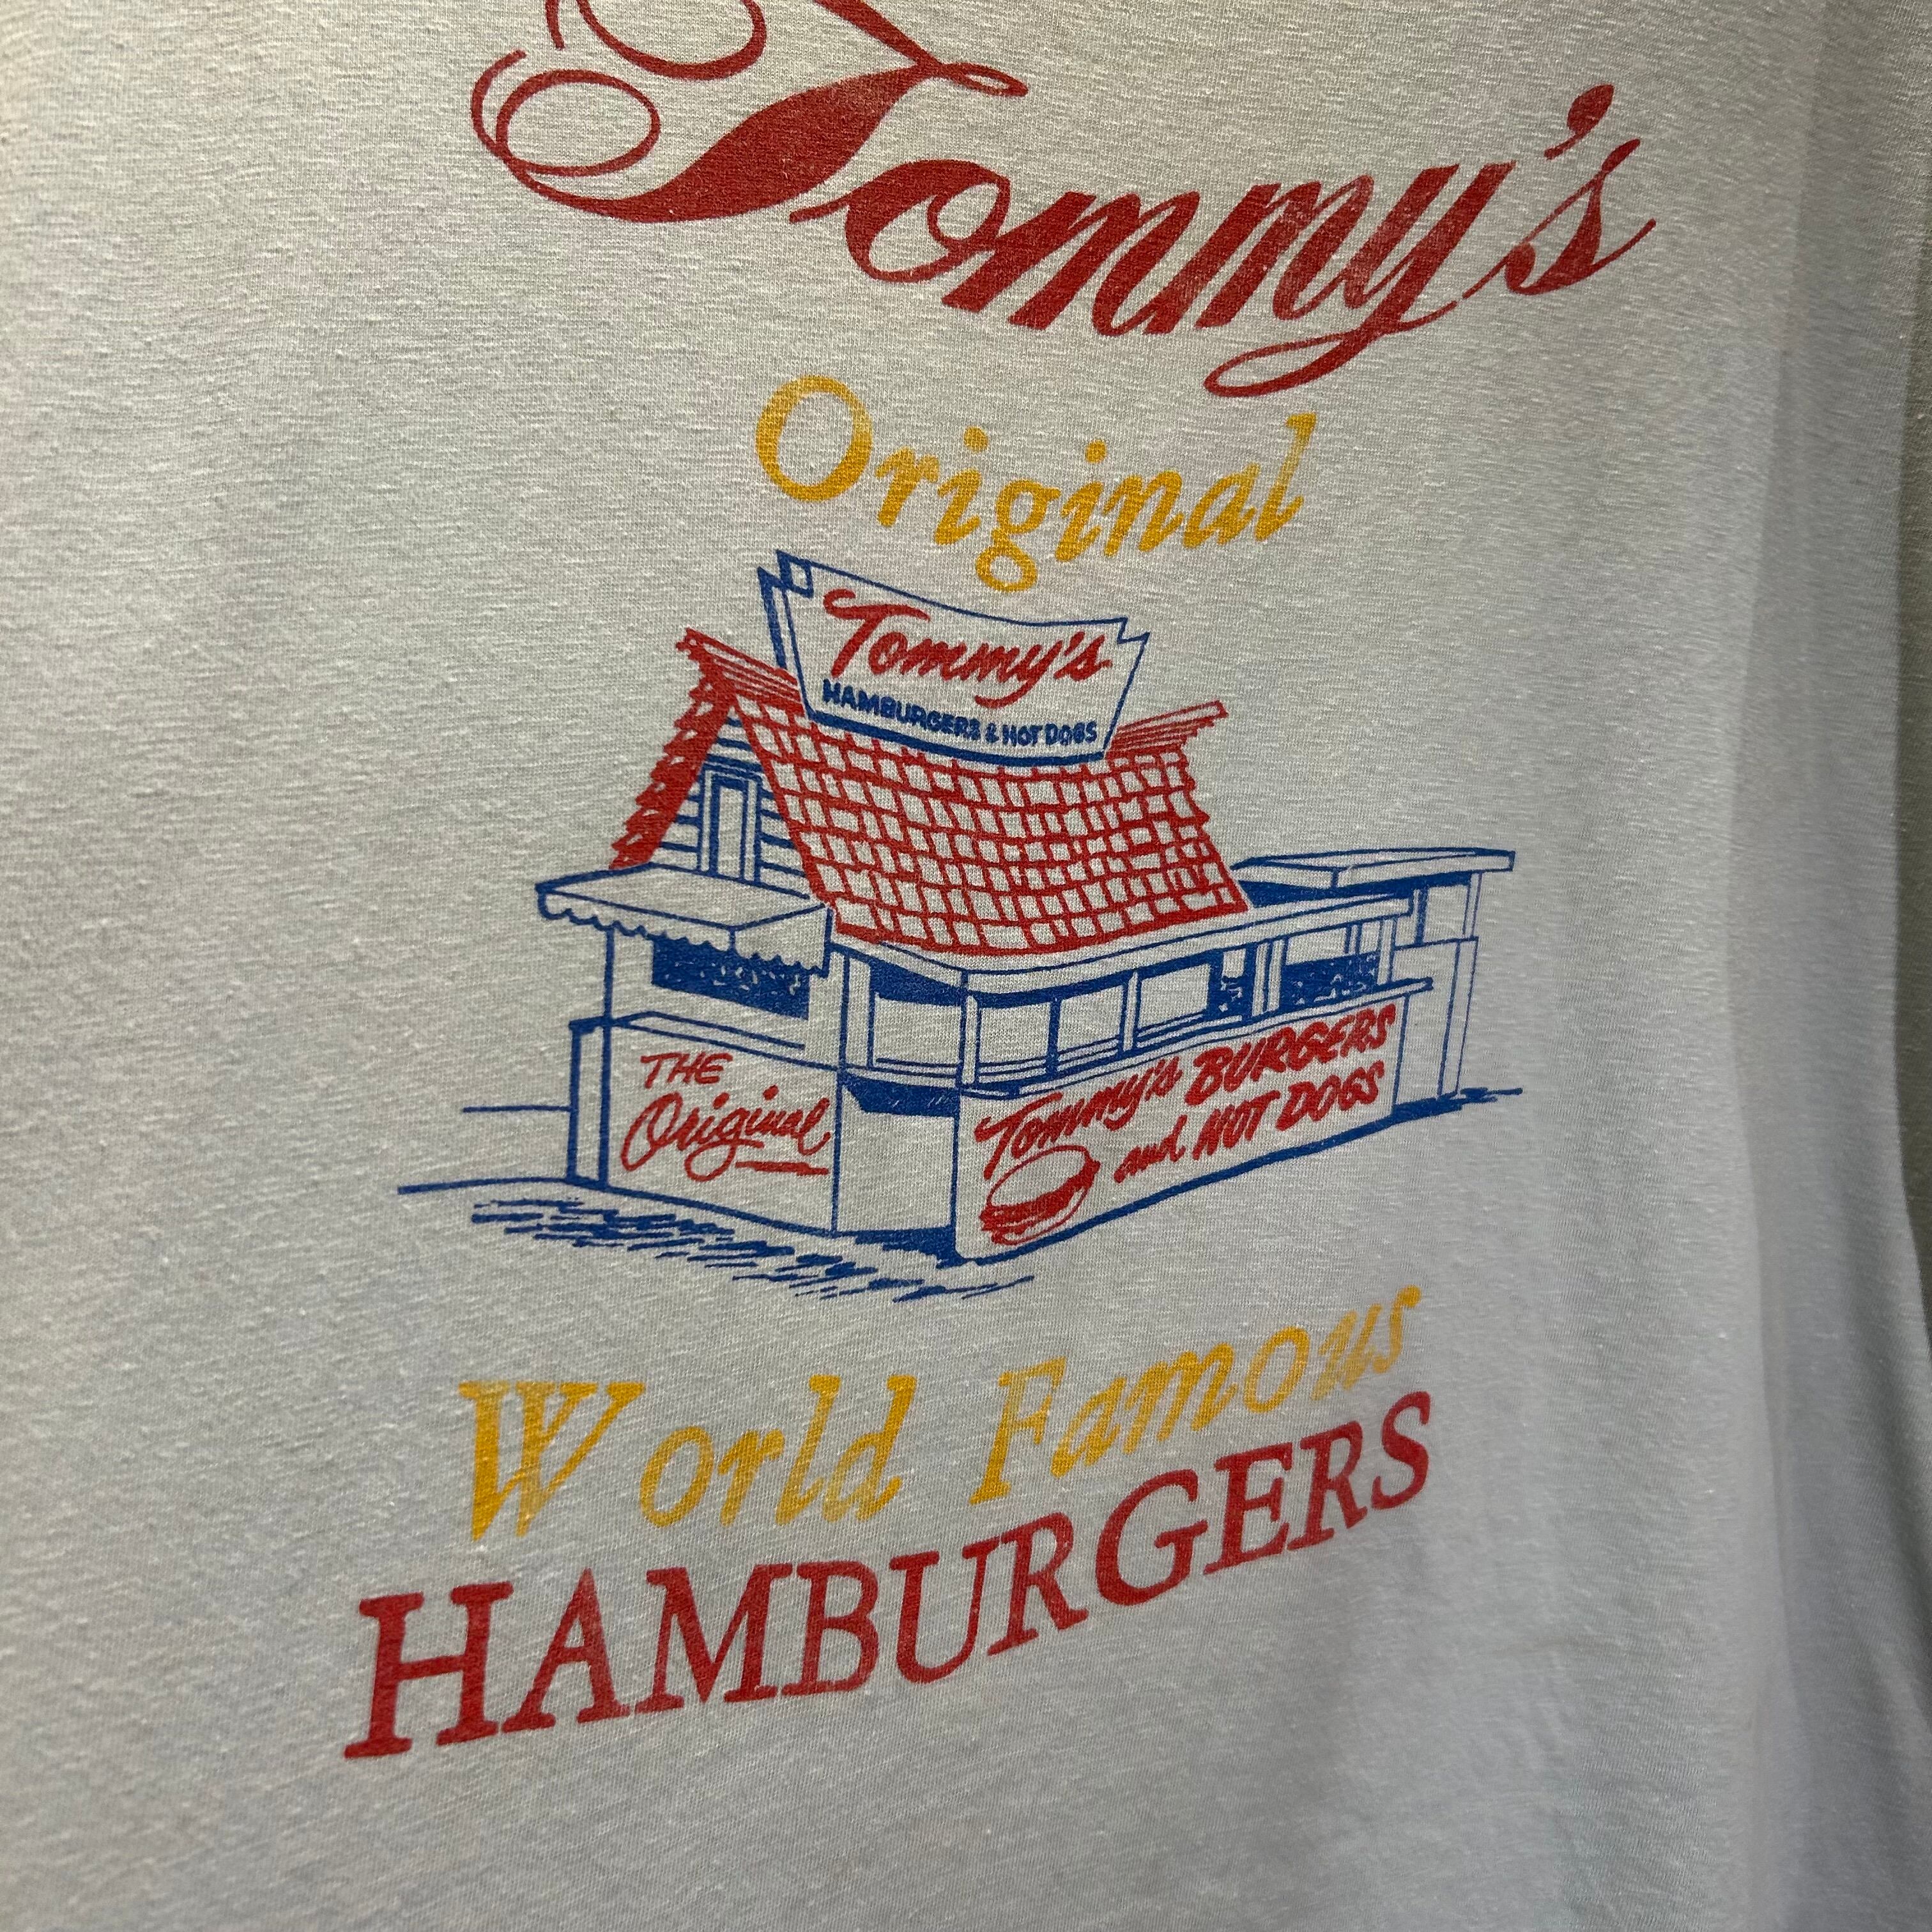 Tommy's
Original
Tommy's
HAMBURGERS & HOT DOGS
THE
Original
Tommy's BURGERS
and HOT DOGS
World Famous
HAMBURGERS